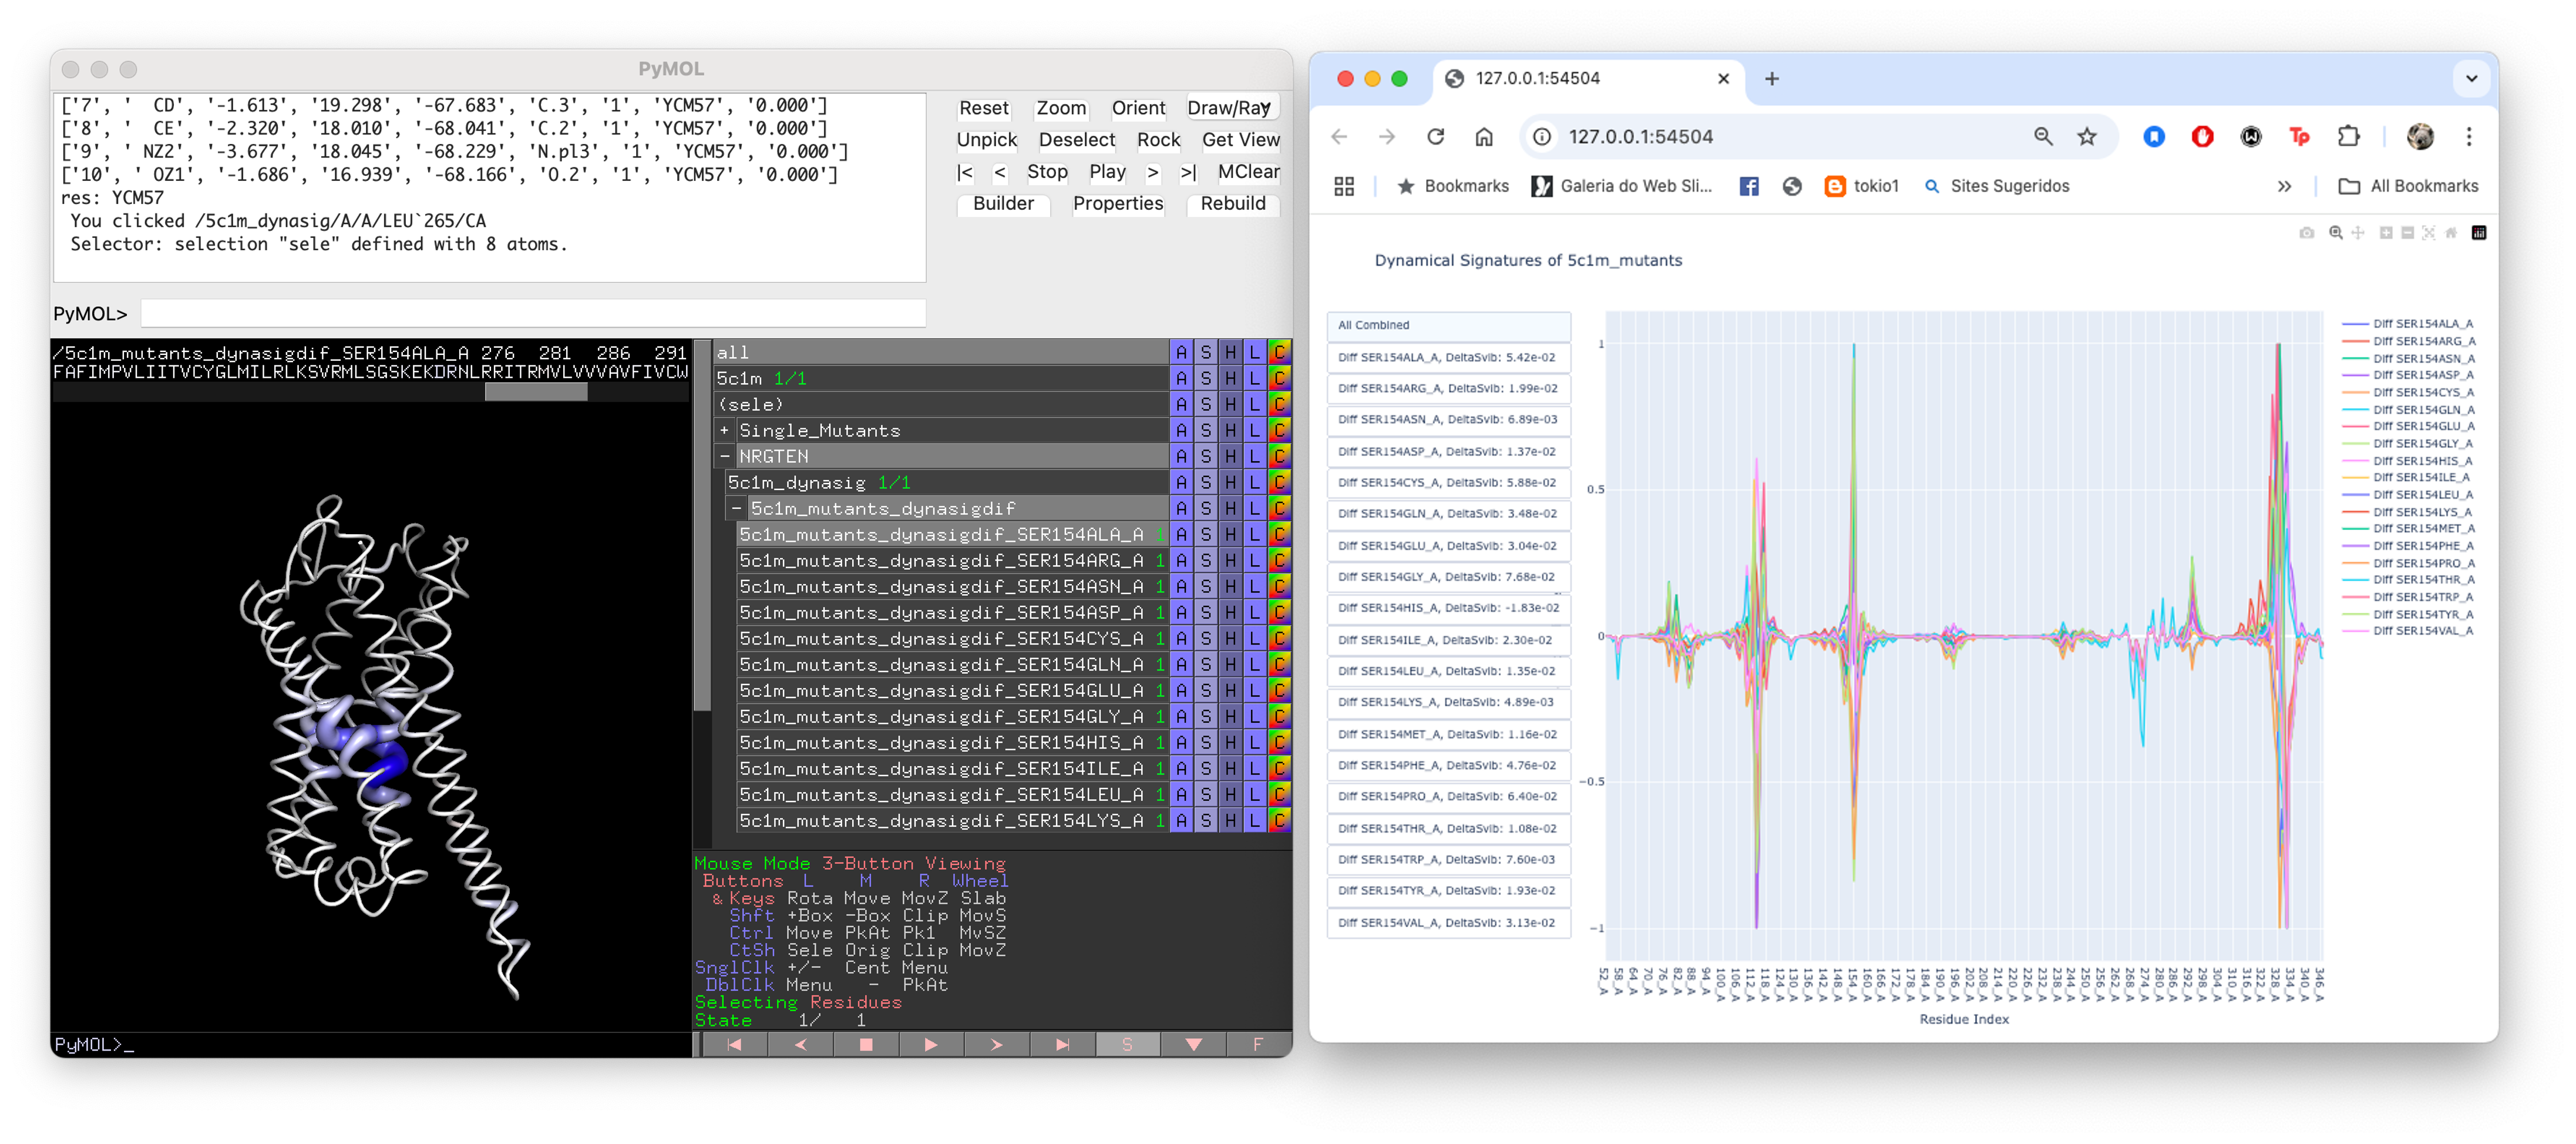 PyMOL
['7', '  CD', '-1.613', '19.298', '-67.683', 'C.3', '1', 'YCM57', '0.000']
['8', '  CE', '-2.320', '18.010', '-68.041', 'C.2', '1', 'YCM57', '0.000']
['9', ' NZ2', '-3.677', '18.045', '-68.229', 'N.pl3', '1', 'YCM57', '0.000']
['10', ' OZ1', '-1.686', '16.939', '-68.166', 'O.2', '1', 'YCM57', '0.000']
res: YCM57
You clicked /5c1m_dynasig/A/A/LEU`265/CA
Selector: selection "sele" defined with 8 atoms.
Reset Zoom Orient Draw/Ray
Unpick Deselect Rock Get View
|< < Stop Play > >| MClear
Builder Properties Rebuild
PyMOL>
/5c1m_mutants_dynasigdif_SER154ALA_A 276 281 286 291
FAFIMPVLIITVCYGLMILRLKSVRMLSGSKEKDRNLRRITRMVLVVVAVFIVCW
all A S H L C
5c1m 1/1 A S H L C
(sele) A S H L C
+ Single_Mutants A S H L C
- NRGTEN A S H L C
5c1m_dynasig 1/1 A S H L C
- 5c1m_mutants_dynasigdif A S H L C
5c1m_mutants_dynasigdif_SER154ALA_A 1 A S H L C
5c1m_mutants_dynasigdif_SER154ARG_A 1 A S H L C
5c1m_mutants_dynasigdif_SER154ASN_A 1 A S H L C
5c1m_mutants_dynasigdif_SER154ASP_A 1 A S H L C
5c1m_mutants_dynasigdif_SER154CYS_A 1 A S H L C
5c1m_mutants_dynasigdif_SER154GLN_A 1 A S H L C
5c1m_mutants_dynasigdif_SER154GLU_A 1 A S H L C
5c1m_mutants_dynasigdif_SER154GLY_A 1 A S H L C
5c1m_mutants_dynasigdif_SER154HIS_A 1 A S H L C
5c1m_mutants_dynasigdif_SER154ILE_A 1 A S H L C
5c1m_mutants_dynasigdif_SER154LEU_A 1 A S H L C
5c1m_mutants_dynasigdif_SER154LYS_A 1 A S H L C
Mouse Mode 3-Button Viewing
Buttons L M R Wheel
& Keys Rota Move MovZ Slab
Shft +Box -Box Clip MovS
Ctrl Move PkAt Pk1 MvSZ
CtSh Sele Orig Clip MovZ
SnglClk +/- Cent Menu
DblClk Menu - PkAt
Selecting Residues
State 1/ 1
PyMOL>_
S F
127.0.0.1:54504
127.0.0.1:54504
Tp
Bookmarks Galeria do Web Sli... tokio1 Sites Sugeridos » All Bookmarks
Dynamical Signatures of 5c1m_mutants
All Combined
Diff SER154ALA_A, DeltaSvib: 5.42e-02
Diff SER154ARG_A, DeltaSvib: 1.99e-02
Diff SER154ASN_A, DeltaSvib: 6.89e-03
Diff SER154ASP_A, DeltaSvib: 1.37e-02
Diff SER154CYS_A, DeltaSvib: 5.88e-02
Diff SER154GLN_A, DeltaSvib: 3.48e-02
Diff SER154GLU_A, DeltaSvib: 3.04e-02
Diff SER154GLY_A, DeltaSvib: 7.68e-02
Diff SER154HIS_A, DeltaSvib: -1.83e-02
Diff SER154ILE_A, DeltaSvib: 2.30e-02
Diff SER154LEU_A, DeltaSvib: 1.35e-02
Diff SER154LYS_A, DeltaSvib: 4.89e-03
Diff SER154MET_A, DeltaSvib: 1.16e-02
Diff SER154PHE_A, DeltaSvib: 4.76e-02
Diff SER154PRO_A, DeltaSvib: 6.40e-02
Diff SER154THR_A, DeltaSvib: 1.08e-02
Diff SER154TRP_A, DeltaSvib: 7.60e-03
Diff SER154TYR_A, DeltaSvib: 1.93e-02
Diff SER154VAL_A, DeltaSvib: 3.13e-02
1
0.5
0
−0.5
−1
52_A 58_A 64_A 70_A 76_A 82_A 88_A 94_A 100_A 106_A 112_A 118_A 124_A 130_A 136_A 142_A 148_A 154_A 160_A 166_A 172_A 178_A 184_A 190_A 196_A 202_A 208_A 214_A 220_A 226_A 232_A 238_A 244_A 250_A 256_A 262_A 268_A 274_A 280_A 286_A 292_A 298_A 304_A 310_A 316_A 322_A 328_A 334_A 340_A 346_A
Residue Index
Diff SER154ALA_A
Diff SER154ARG_A
Diff SER154ASN_A
Diff SER154ASP_A
Diff SER154CYS_A
Diff SER154GLN_A
Diff SER154GLU_A
Diff SER154GLY_A
Diff SER154HIS_A
Diff SER154ILE_A
Diff SER154LEU_A
Diff SER154LYS_A
Diff SER154MET_A
Diff SER154PHE_A
Diff SER154PRO_A
Diff SER154THR_A
Diff SER154TRP_A
Diff SER154TYR_A
Diff SER154VAL_A